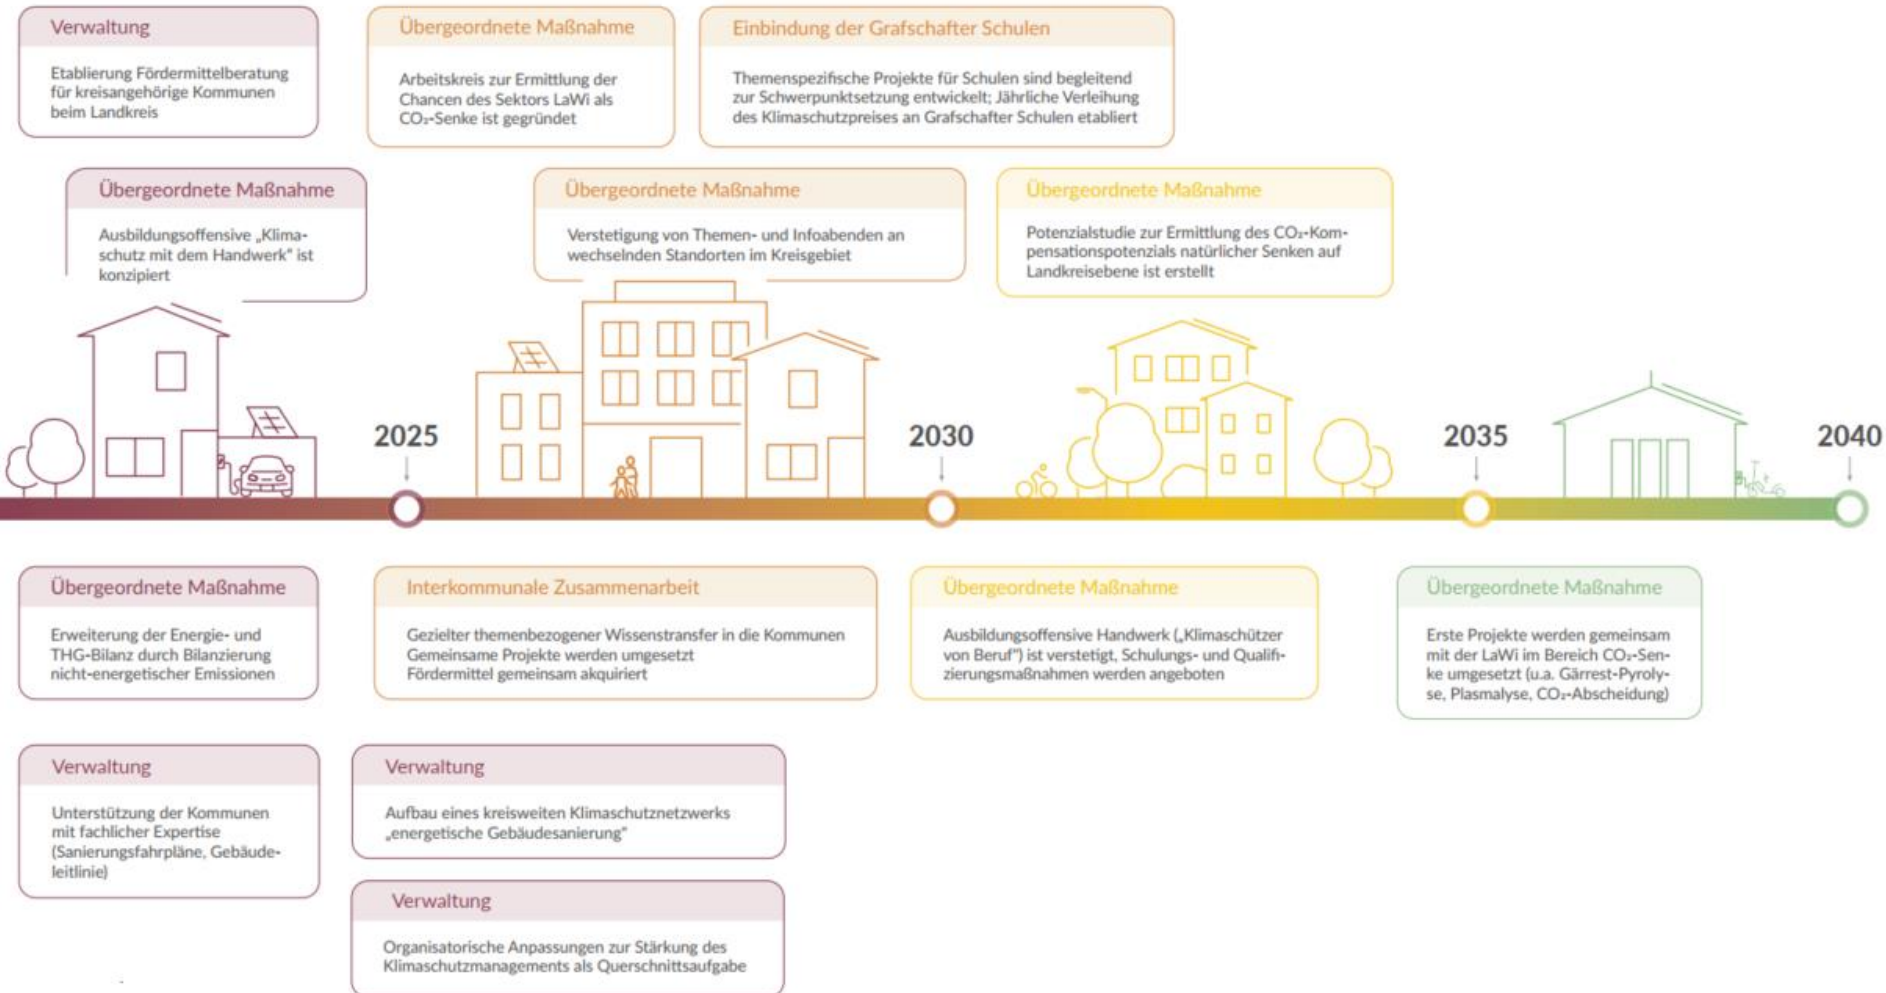 Verwaltung
Etablierung Fördermittelberatung
für kreisangehörige Kommunen
beim Landkreis
Übergeordnete Maßnahme
Arbeitskreis zur Ermittlung der
Chancen des Sektors LaWi als
CO₂-Senke ist gegründet
Einbindung der Grafschafter Schulen
Themenspezifische Projekte für Schulen sind begleitend
zur Schwerpunktsetzung entwickelt; Jährliche Verleihung
des Klimaschutzpreises an Grafschafter Schulen etabliert
Übergeordnete Maßnahme
Ausbildungsoffensive „Klima-
schutz mit dem Handwerk" ist
konzipiert
Übergeordnete Maßnahme
Verstetigung von Themen- und Infoabenden an
wechselnden Standorten im Kreisgebiet
Übergeordnete Maßnahme
Potenzialstudie zur Ermittlung des CO₂-Kom-
pensationspotenzials natürlicher Senken auf
Landkreisebene ist erstellt
2025
2030
2035
2040
Übergeordnete Maßnahme
Erweiterung der Energie- und
THG-Bilanz durch Bilanzierung
nicht-energetischer Emissionen
Interkommunale Zusammenarbeit
Gezielter themenbezogener Wissenstransfer in die Kommunen
Gemeinsame Projekte werden umgesetzt
Fördermittel gemeinsam akquiriert
Übergeordnete Maßnahme
Ausbildungsoffensive Handwerk („Klimaschützer
von Beruf") ist verstetigt, Schulungs- und Qualifi-
zierungsmaßnahmen werden angeboten
Übergeordnete Maßnahme
Erste Projekte werden gemeinsam
mit der LaWi im Bereich CO₂-Sen-
ke umgesetzt (u.a. Gärrest-Pyroly-
se, Plasmalyse, CO₂-Abscheidung)
Verwaltung
Unterstützung der Kommunen
mit fachlicher Expertise
(Sanierungsfahrpläne, Gebäude-
leitlinie)
Verwaltung
Aufbau eines kreisweiten Klimaschutznetzwerks
„energetische Gebäudesanierung"
Verwaltung
Organisatorische Anpassungen zur Stärkung des
Klimaschutzmanagements als Querschnittsaufgabe